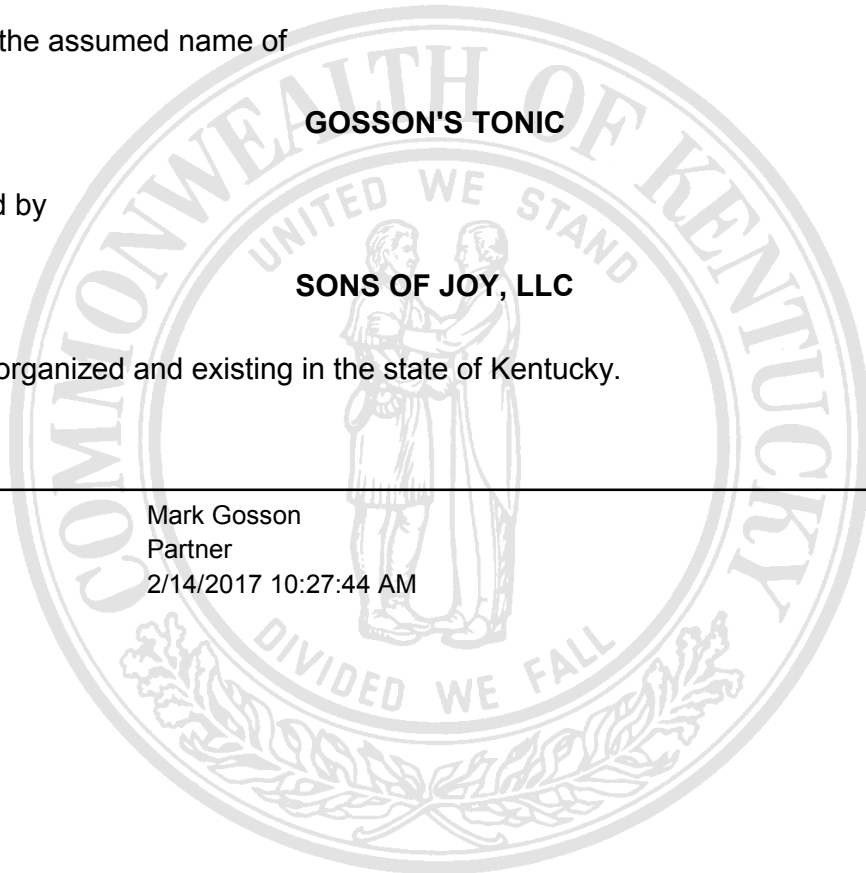 the assumed name of
GOSSON'S TONIC
d by
SONS OF JOY, LLC
organized and existing in the state of Kentucky.
Mark Gosson
Partner
2/14/2017 10:27:44 AM
COMMONWEALTH OF KENTUCKY
UNITED WE STAND
DIVIDED WE FALL